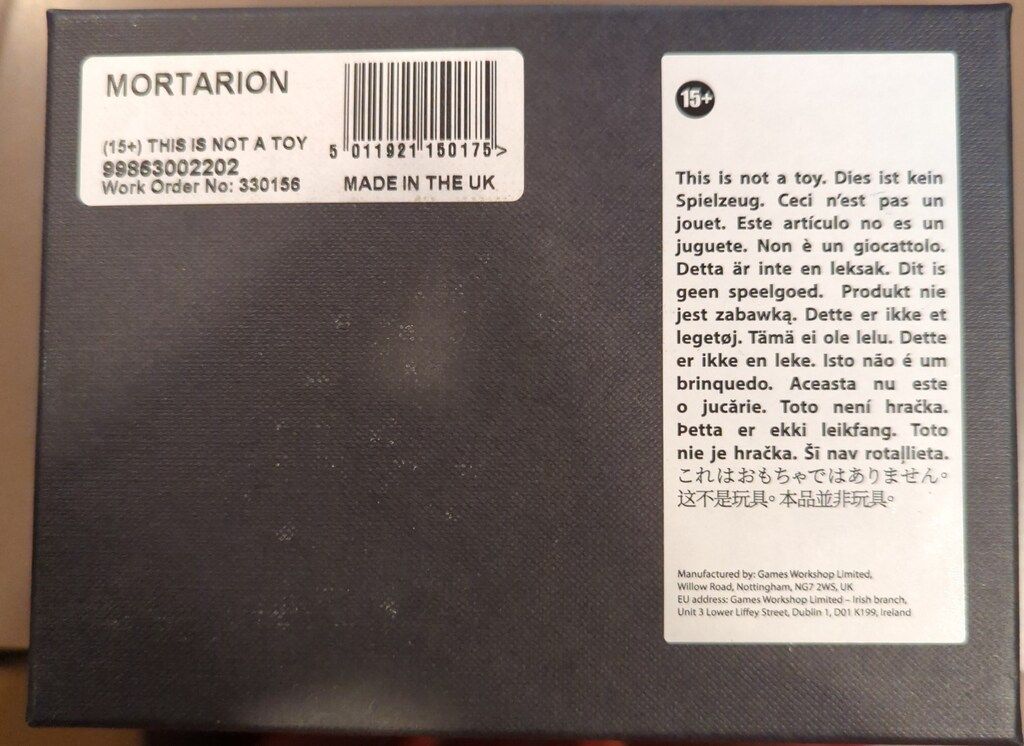 MORTARION
(15+) THIS IS NOT A TOY
99863002202
Work Order No: 330156
5 011921 150175 >
MADE IN THE UK
15+
This is not a toy. Dies ist kein
Spielzeug. Ceci n'est pas un
jouet. Este artículo no es un
juguete. Non è un giocattolo.
Detta är inte en leksak. Dit is
geen speelgoed. Produkt nie
jest zabawką. Dette er ikke et
legetøj. Tämä ei ole lelu. Dette
er ikke en leke. Isto não é um
brinquedo. Aceasta nu este
o jucărie. Toto není hračka.
Þetta er ekki leikfang. Toto
nie je hračka. Šī nav rotaļlieta.
これはおもちゃではありません。
这不是玩具。本品並非玩具。
Manufactured by: Games Workshop Limited,
Willow Road, Nottingham, NG7 2WS, UK
EU address: Games Workshop Limited – Irish branch,
Unit 3 Lower Liffey Street, Dublin 1, D01 K199, Ireland